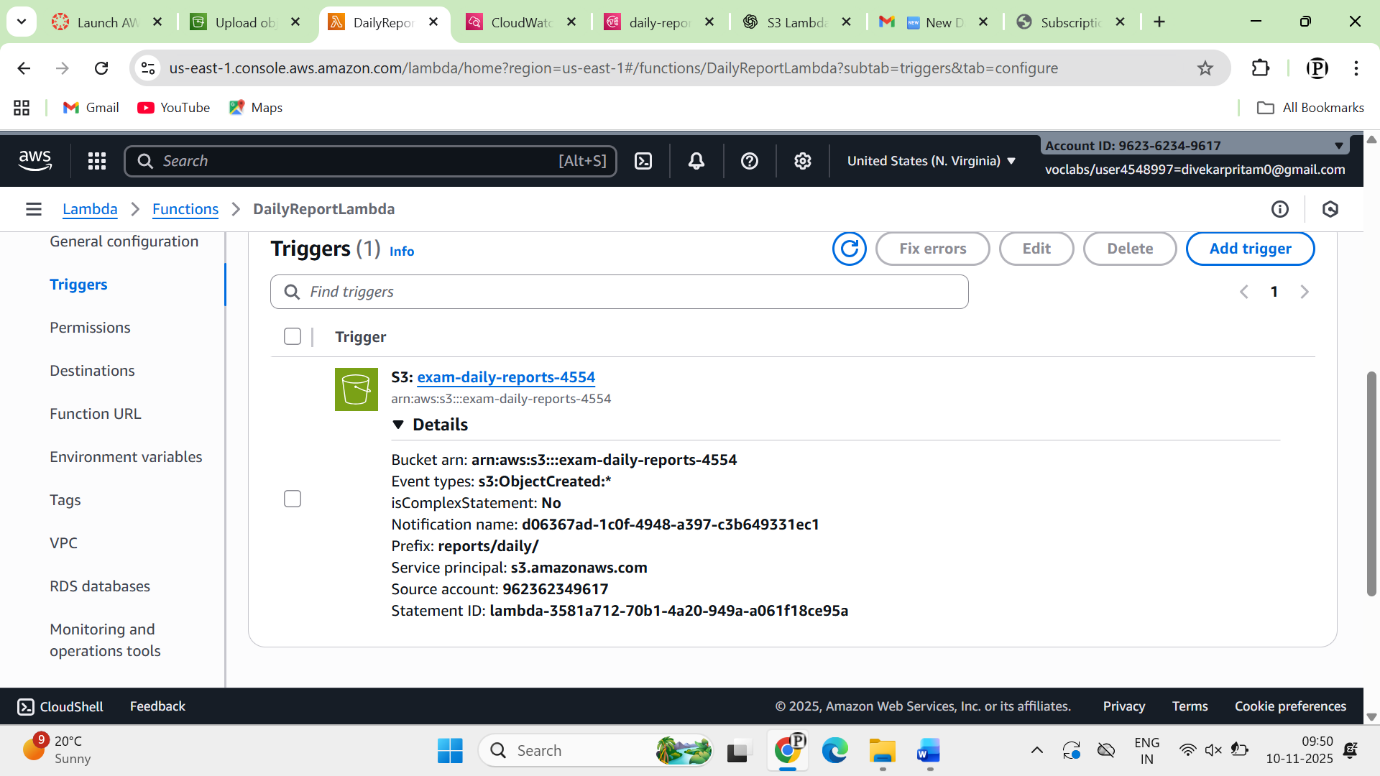 Launch AW
Upload obj
DailyRepor
CloudWatc
daily-repor
S3 Lambda
New D
Subscriptio
us-east-1.console.aws.amazon.com/lambda/home?region=us-east-1#/functions/DailyReportLambda?subtab=triggers&tab=configure
Gmail
YouTube
Maps
All Bookmarks
aws
Search
[Alt+S]
United States (N. Virginia) ▼
Account ID: 9623-6234-9617
voclabs/user4548997=divekarpritam0@gmail.com
Lambda
Functions
DailyReportLambda
General configuration
Triggers
Permissions
Destinations
Function URL
Environment variables
Tags
VPC
RDS databases
Monitoring and
operations tools
Triggers (1) Info
Fix errors
Edit
Delete
Add trigger
Find triggers
1
Trigger
S3: exam-daily-reports-4554
arn:aws:s3:::exam-daily-reports-4554
▼ Details
Bucket arn: arn:aws:s3:::exam-daily-reports-4554
Event types: s3:ObjectCreated:*
isComplexStatement: No
Notification name: d06367ad-1c0f-4948-a397-c3b649331ec1
Prefix: reports/daily/
Service principal: s3.amazonaws.com
Source account: 962362349617
Statement ID: lambda-3581a712-70b1-4a20-949a-a061f18ce95a
CloudShell
Feedback
© 2025, Amazon Web Services, Inc. or its affiliates.
Privacy
Terms
Cookie preferences
9
20°C
Sunny
Search
ENG
IN
09:50
10-11-2025